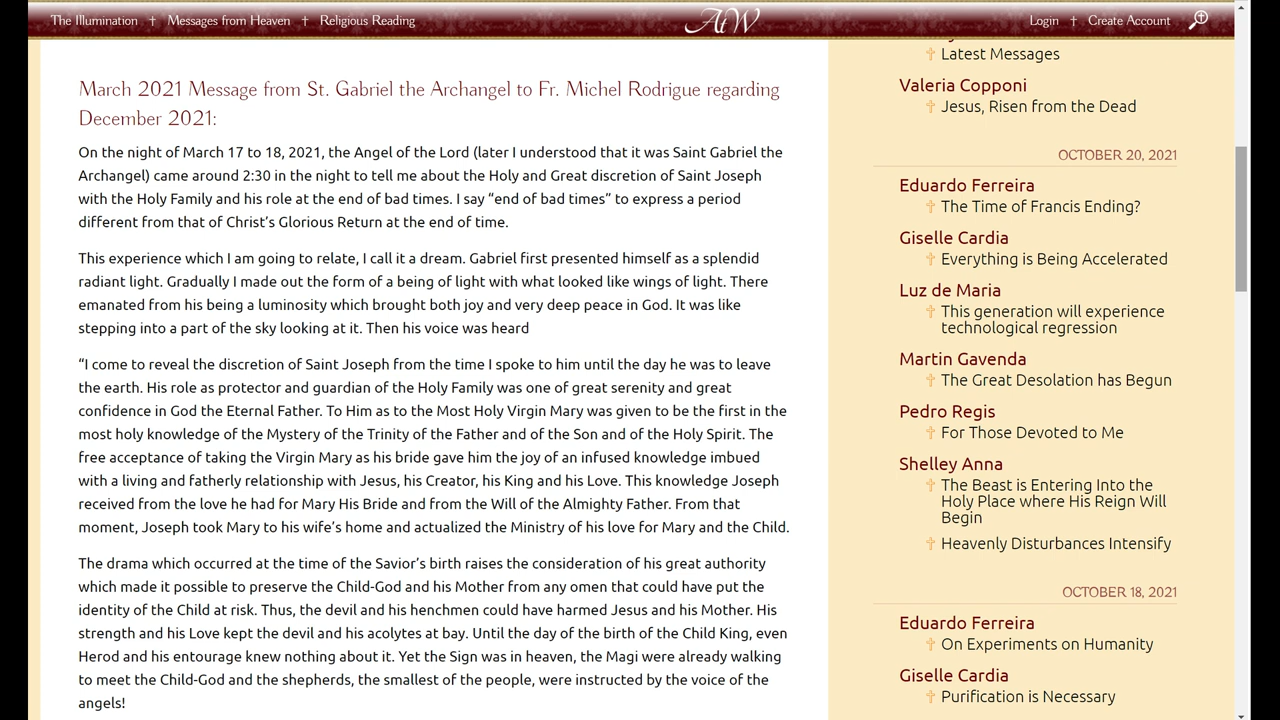 The Illumination † Messages from Heaven † Religious Reading
AtW
Login † Create Account
March 2021 Message from St. Gabriel the Archangel to Fr. Michel Rodrigue regarding
December 2021:
On the night of March 17 to 18, 2021, the Angel of the Lord (later I understood that it was Saint Gabriel the
Archangel) came around 2:30 in the night to tell me about the Holy and Great discretion of Saint Joseph
with the Holy Family and his role at the end of bad times. I say “end of bad times” to express a period
different from that of Christ’s Glorious Return at the end of time.
This experience which I am going to relate, I call it a dream. Gabriel first presented himself as a splendid
radiant light. Gradually I made out the form of a being of light with what looked like wings of light. There
emanated from his being a luminosity which brought both joy and very deep peace in God. It was like
stepping into a part of the sky looking at it. Then his voice was heard
“I come to reveal the discretion of Saint Joseph from the time I spoke to him until the day he was to leave
the earth. His role as protector and guardian of the Holy Family was one of great serenity and great
confidence in God the Eternal Father. To Him as to the Most Holy Virgin Mary was given to be the first in the
most holy knowledge of the Mystery of the Trinity of the Father and of the Son and of the Holy Spirit. The
free acceptance of taking the Virgin Mary as his bride gave him the joy of an infused knowledge imbued
with a living and fatherly relationship with Jesus, his Creator, his King and his Love. This knowledge Joseph
received from the love he had for Mary His Bride and from the Will of the Almighty Father. From that
moment, Joseph took Mary to his wife’s home and actualized the Ministry of his love for Mary and the Child.
The drama which occurred at the time of the Savior’s birth raises the consideration of his great authority
which made it possible to preserve the Child-God and his Mother from any omen that could have put the
identity of the Child at risk. Thus, the devil and his henchmen could have harmed Jesus and his Mother. His
strength and his Love kept the devil and his acolytes at bay. Until the day of the birth of the Child King, even
Herod and his entourage knew nothing about it. Yet the Sign was in heaven, the Magi were already walking
to meet the Child-God and the shepherds, the smallest of the people, were instructed by the voice of the
angels!
Latest Messages
Valeria Copponi
Jesus, Risen from the Dead
OCTOBER 20, 2021
Eduardo Ferreira
The Time of Francis Ending?
Giselle Cardia
Everything is Being Accelerated
Luz de Maria
This generation will experience
technological regression
Martin Gavenda
The Great Desolation has Begun
Pedro Regis
For Those Devoted to Me
Shelley Anna
The Beast is Entering Into the
Holy Place where His Reign Will
Begin
Heavenly Disturbances Intensify
OCTOBER 18, 2021
Eduardo Ferreira
On Experiments on Humanity
Giselle Cardia
Purification is Necessary